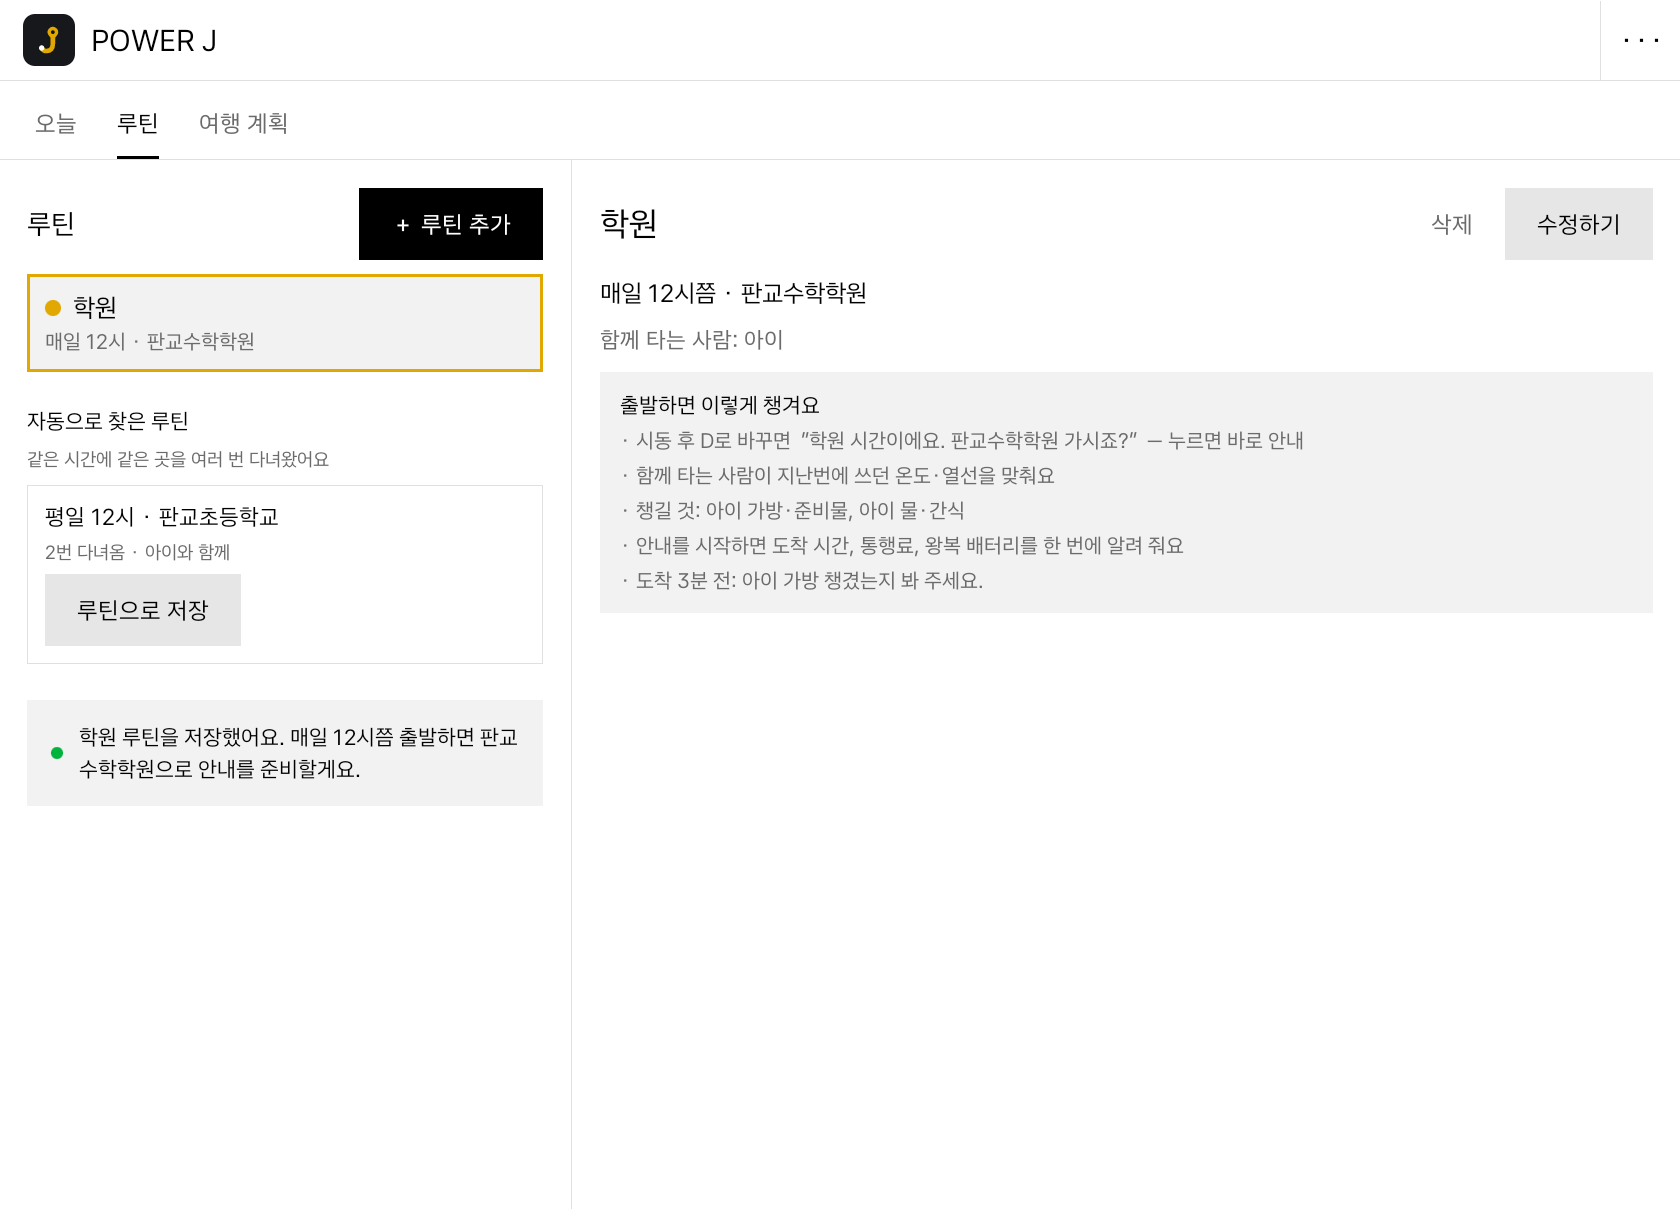 POWER J
···
오늘
루틴
여행 계획
루틴
+ 루틴 추가
학원
매일 12시 · 판교수학학원
자동으로 찾은 루틴
같은 시간에 같은 곳을 여러 번 다녀왔어요
평일 12시 · 판교초등학교
2번 다녀옴 · 아이와 함께
루틴으로 저장
학원 루틴을 저장했어요. 매일 12시쯤 출발하면 판교
수학학원으로 안내를 준비할게요.
학원
삭제
수정하기
매일 12시쯤 · 판교수학학원
함께 타는 사람: 아이
출발하면 이렇게 챙겨요
· 시동 후 D로 바꾸면 "학원 시간이에요. 판교수학학원 가시죠?" — 누르면 바로 안내
· 함께 타는 사람이 지난번에 쓰던 온도·열선을 맞춰요
· 챙길 것: 아이 가방·준비물, 아이 물·간식
· 안내를 시작하면 도착 시간, 통행료, 왕복 배터리를 한 번에 알려 줘요
· 도착 3분 전: 아이 가방 챙겼는지 봐 주세요.